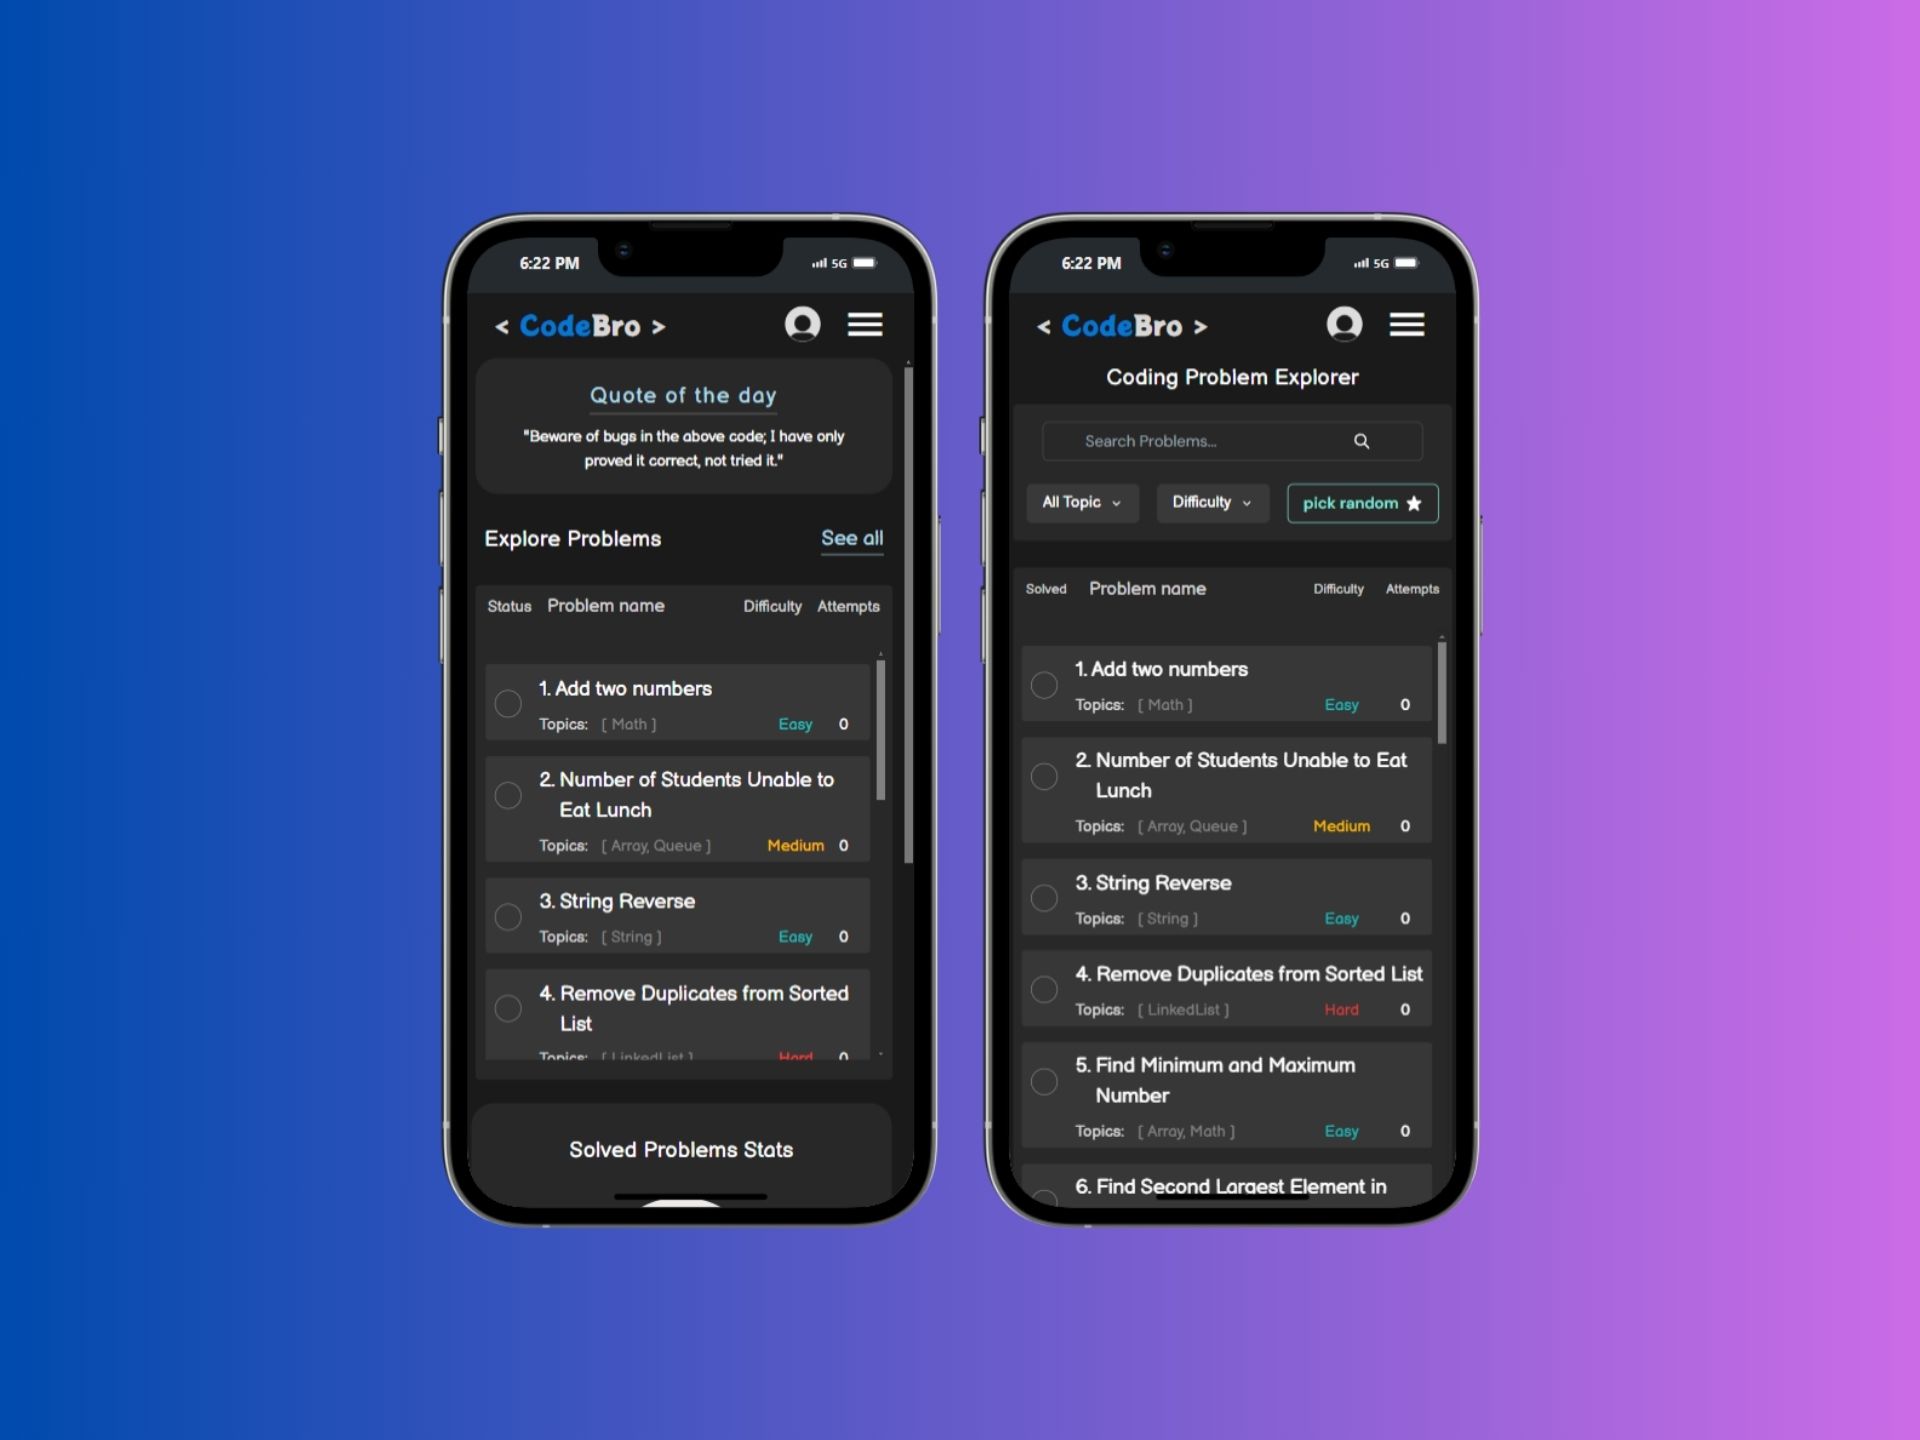 6:22 PM
5G
< CodeBro >
Quote of the day
"Beware of bugs in the above code; I have only
proved it correct, not tried it."
Explore Problems
See all
Status Problem name Difficulty Attempts
1. Add two numbers
Topics: [ Math ] Easy 0
2. Number of Students Unable to
Eat Lunch
Topics: [ Array, Queue ] Medium 0
3. String Reverse
Topics: [ String ] Easy 0
4. Remove Duplicates from Sorted
List
Topics: [ LinkedList ] Hard 0
Solved Problems Stats
6:22 PM
5G
< CodeBro >
Coding Problem Explorer
Search Problems...
All Topic Difficulty pick random
Solved Problem name Difficulty Attempts
1. Add two numbers
Topics: [ Math ] Easy 0
2. Number of Students Unable to Eat
Lunch
Topics: [ Array, Queue ] Medium 0
3. String Reverse
Topics: [ String ] Easy 0
4. Remove Duplicates from Sorted List
Topics: [ LinkedList ] Hard 0
5. Find Minimum and Maximum
Number
Topics: [ Array, Math ] Easy 0
6. Find Second Largest Element in